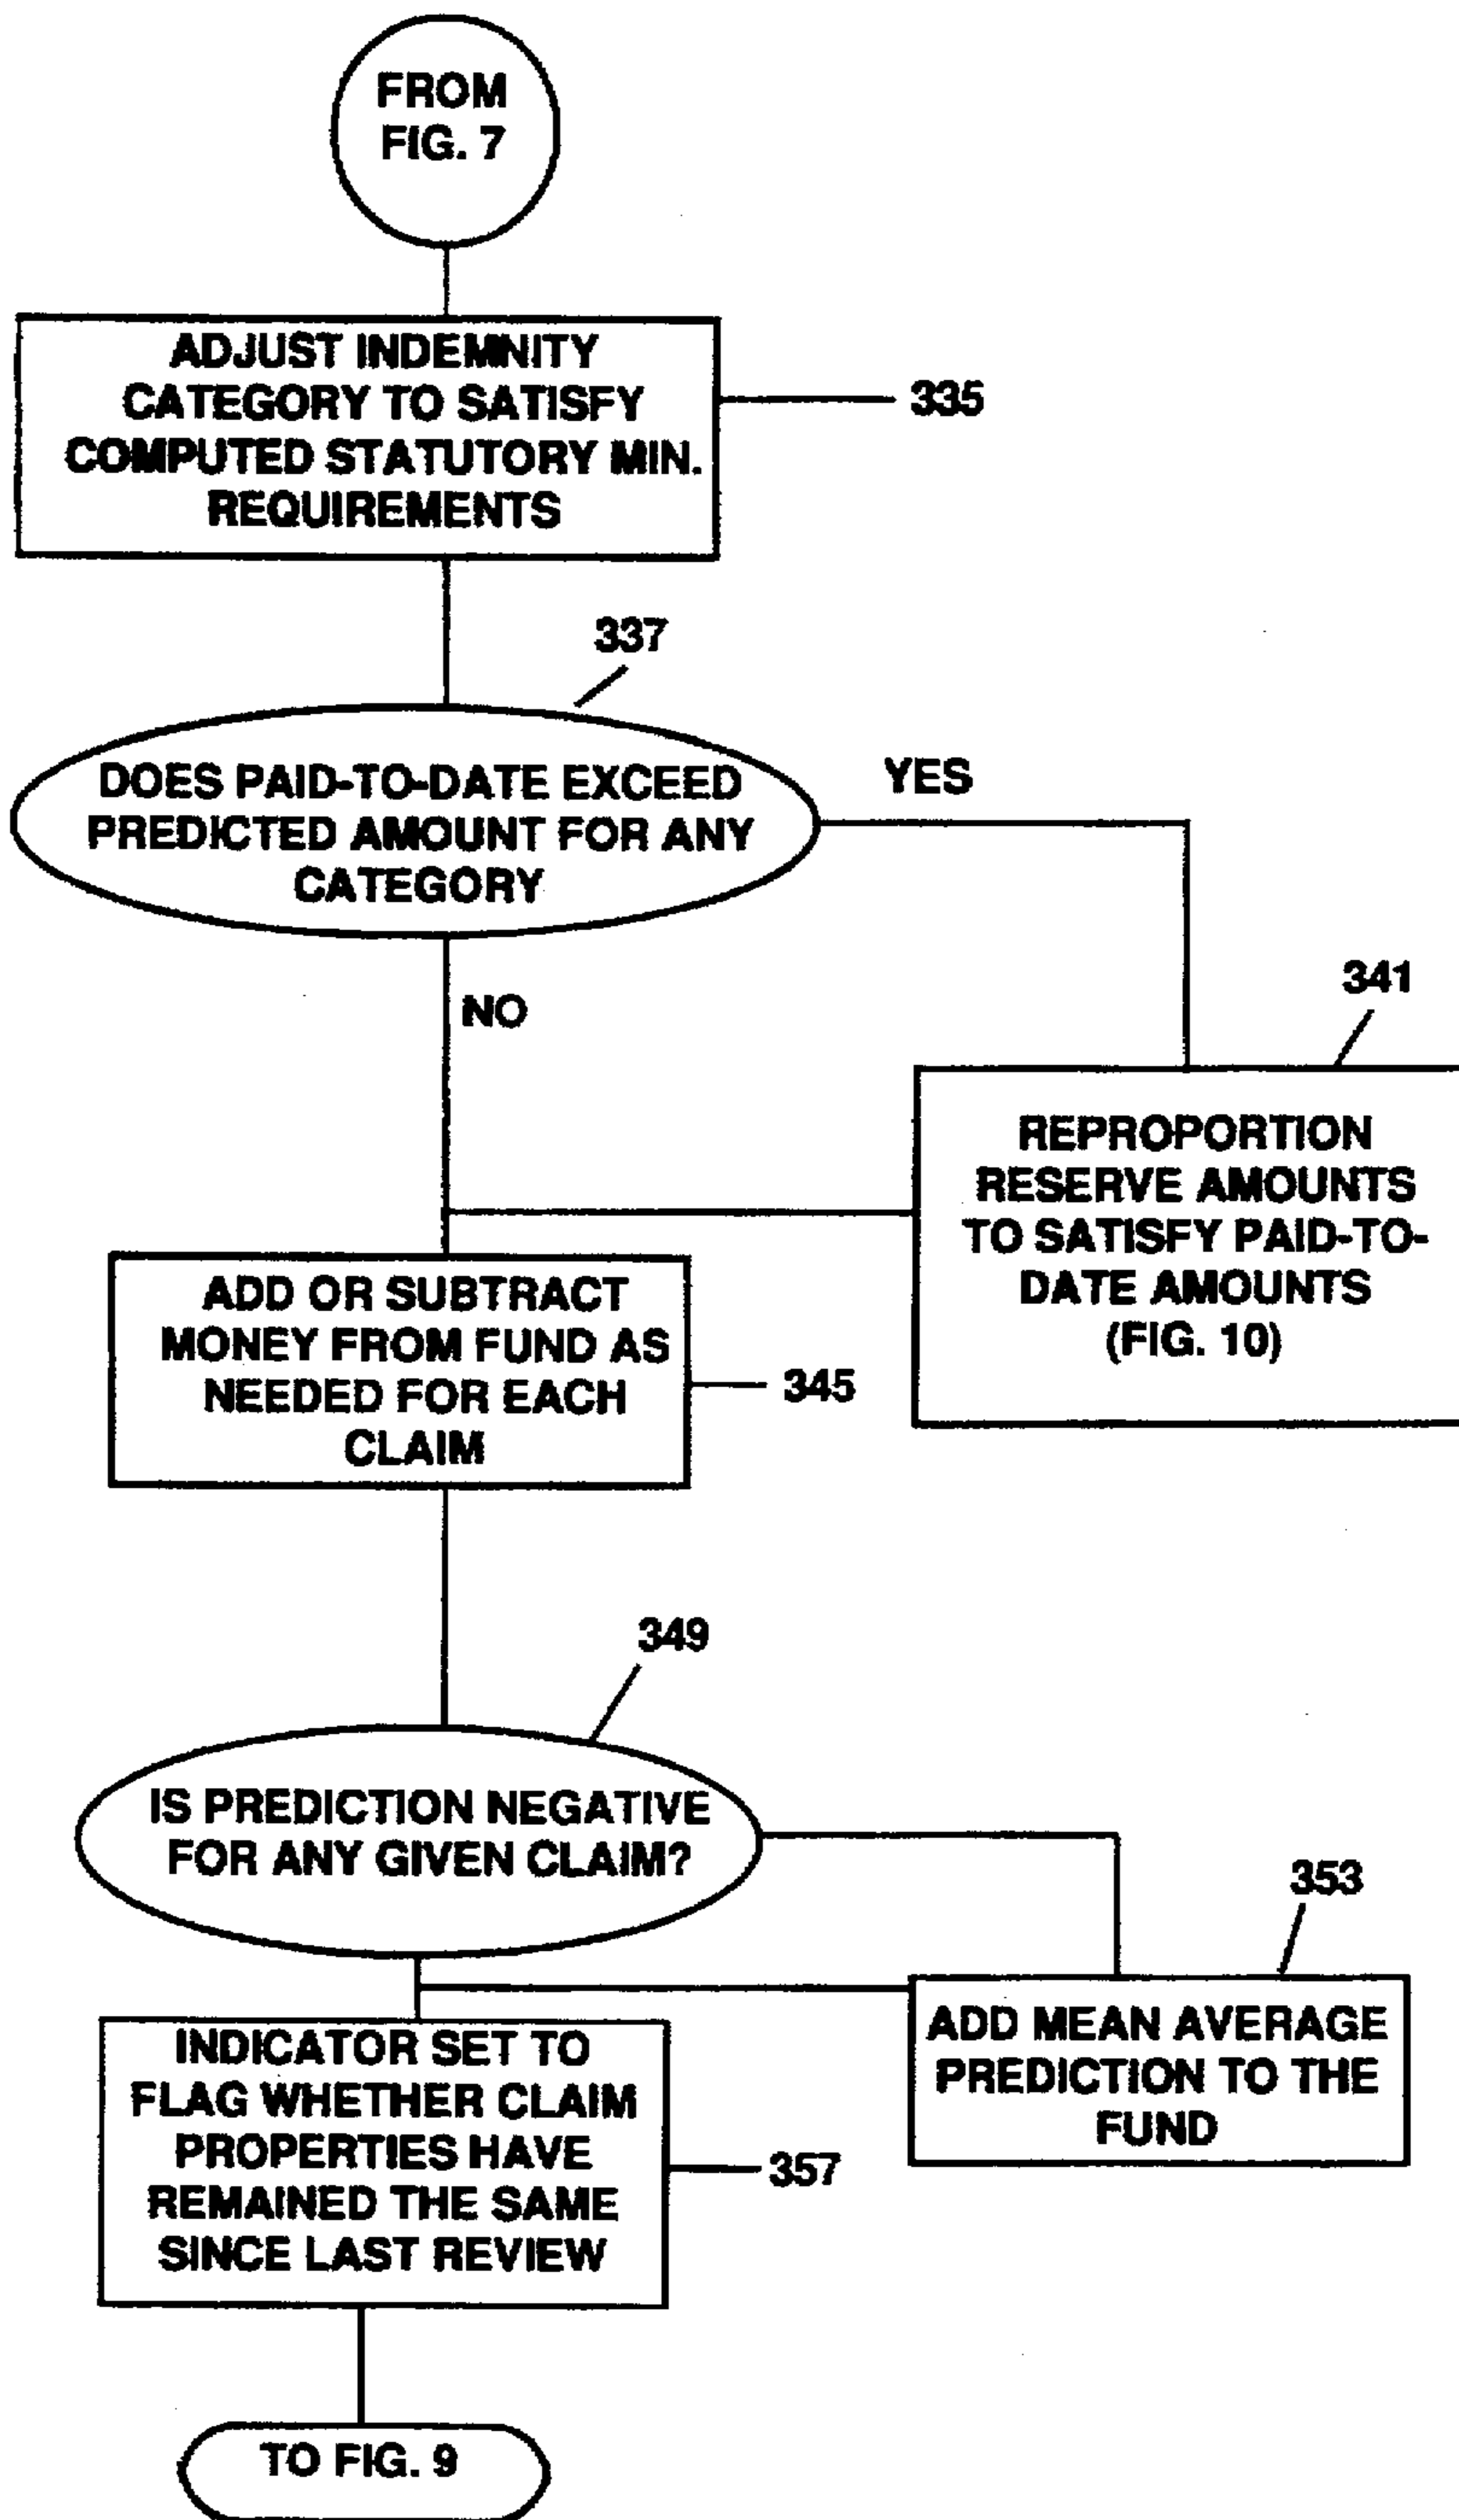 FROM
FIG. 7
ADJUST INDEMNITY
CATEGORY TO SATISFY
COMPUTED STATUTORY MIN.
REQUIREMENTS
335
337
DOES PAID-TO-DATE EXCEED
PREDICTED AMOUNT FOR ANY
CATEGORY
YES
NO
341
REPROPORTION
RESERVE AMOUNTS
TO SATISFY PAID-TO-
DATE AMOUNTS
(FIG. 10)
ADD OR SUBTRACT
MONEY FROM FUND AS
NEEDED FOR EACH
CLAIM
345
349
IS PREDICTION NEGATIVE
FOR ANY GIVEN CLAIM?
353
ADD MEAN AVERAGE
PREDICTION TO THE
FUND
INDICATOR SET TO
FLAG WHETHER CLAIM
PROPERTIES HAVE
REMAINED THE SAME
SINCE LAST REVIEW
357
TO FIG. 9